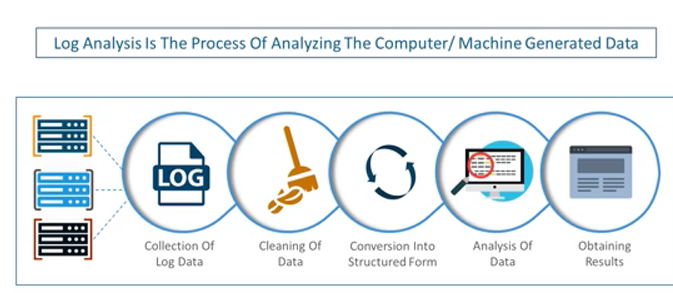 Log Analysis Is The Process Of Analyzing The Computer/ Machine Generated Data
LOG
Collection Of
Log Data
Cleaning Of
Data
Conversion Into
Structured Form
Analysis Of
Data
Obtaining
Results